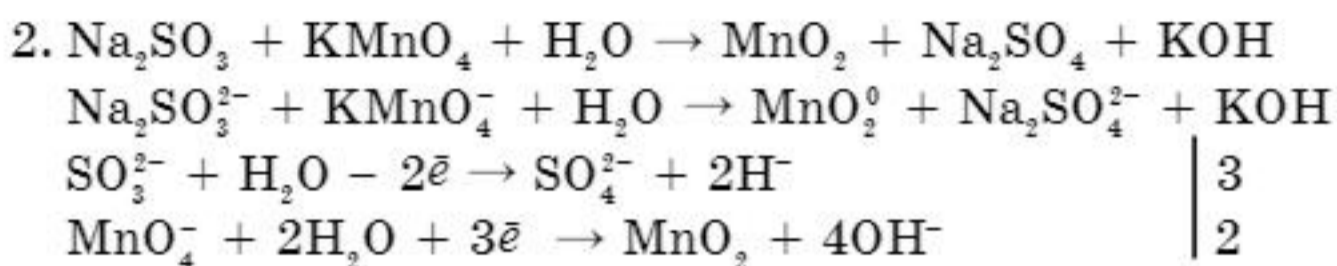 2. Na₂SO₃ + KMnO₄ + H₂O → MnO₂ + Na₂SO₄ + KOH
Na₂SO₃²⁻ + KMnO₄⁻ + H₂O → MnO₂⁰ + Na₂SO₄²⁻ + KOH
SO₃²⁻ + H₂O − 2ē → SO₄²⁻ + 2H⁻ | 3
MnO₄⁻ + 2H₂O + 3ē → MnO₂ + 4OH⁻ | 2